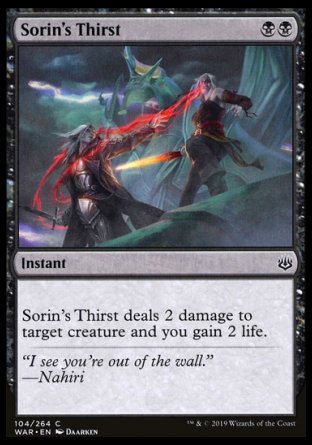 Sorin's Thirst
Instant
Sorin's Thirst deals 2 damage to
target creature and you gain 2 life.
"I see you're out of the wall."
—Nahiri
104/264 C
WAR • EN Daarken
™ & © 2019 Wizards of the Coast